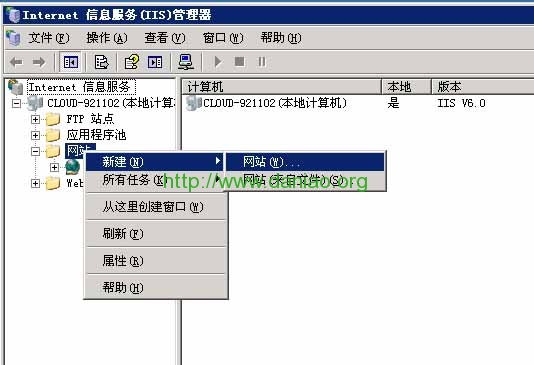 Internet 信息服务(IIS)管理器
文件(F) 操作(A) 查看(V) 窗口(W) 帮助(H)
Internet 信息服务
计算机 本地 版本
CLOUD-921102(本地计算
CLOUD-921102(本地计算机) 是 IIS V6.0
FTP 站点
应用程序池
网站
Web
新建(N)
所有任务(K)
从这里创建窗口(W)
刷新(F)
属性(R)
帮助(H)
网站(W)...
网站(来自文件)(S)...